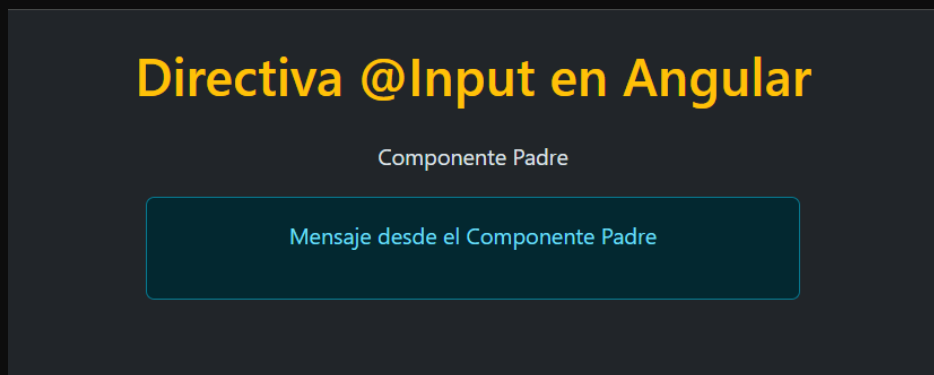 Directiva @Input en Angular
Componente Padre
Mensaje desde el Componente Padre